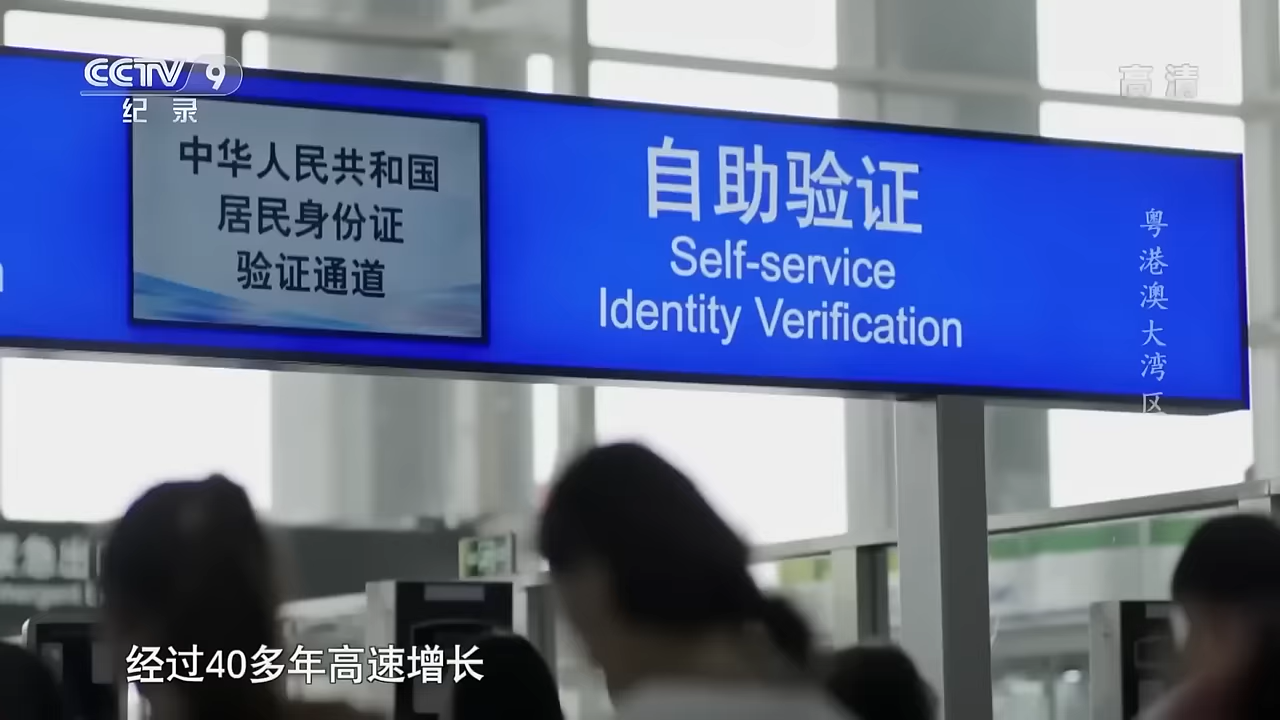 CCTV 9
纪录
高清
中华人民共和国
居民身份证
验证通道
自助验证
Self-service
Identity Verification
粤港澳大湾区
经过40多年高速增长